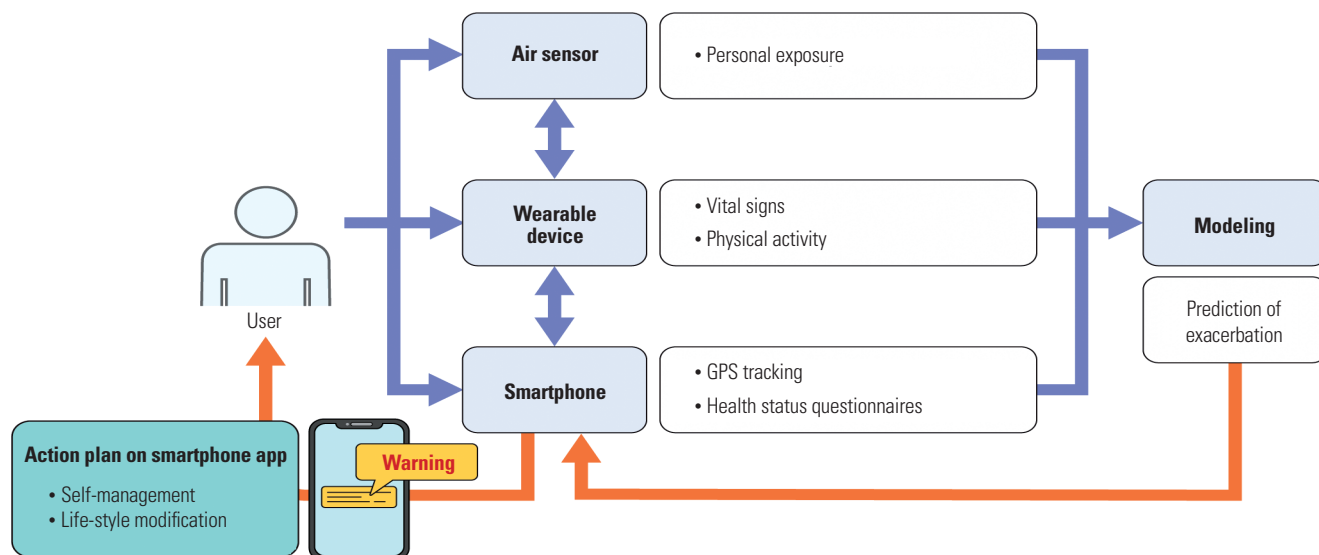 Air sensor
• Personal exposure
Wearable
device
• Vital signs
• Physical activity
Modeling
User
Prediction of
exacerbation
Smartphone
• GPS tracking
• Health status questionnaires
Action plan on smartphone app
• Self-management
• Life-style modification
Warning